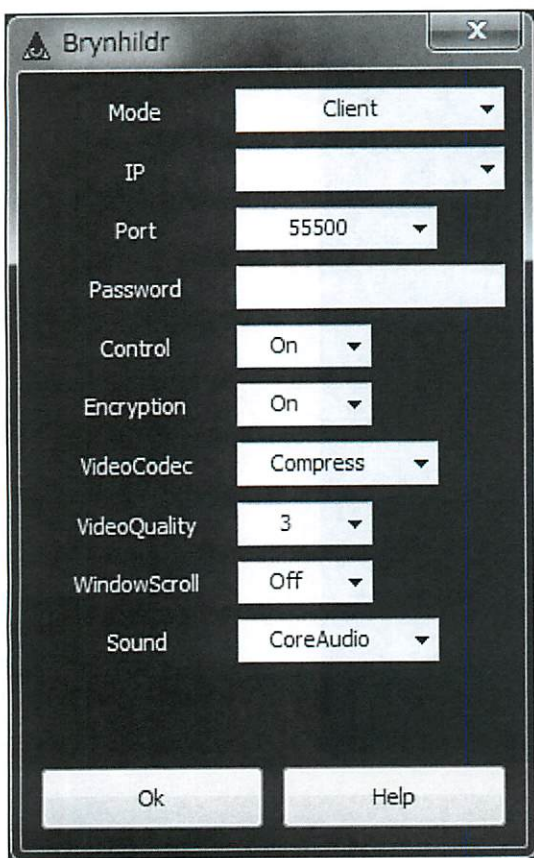 Brynhildr
X
Mode Client
IP
Port 55500
Password
Control On
Encryption On
VideoCodec Compress
VideoQuality 3
WindowScroll Off
Sound CoreAudio
Ok Help